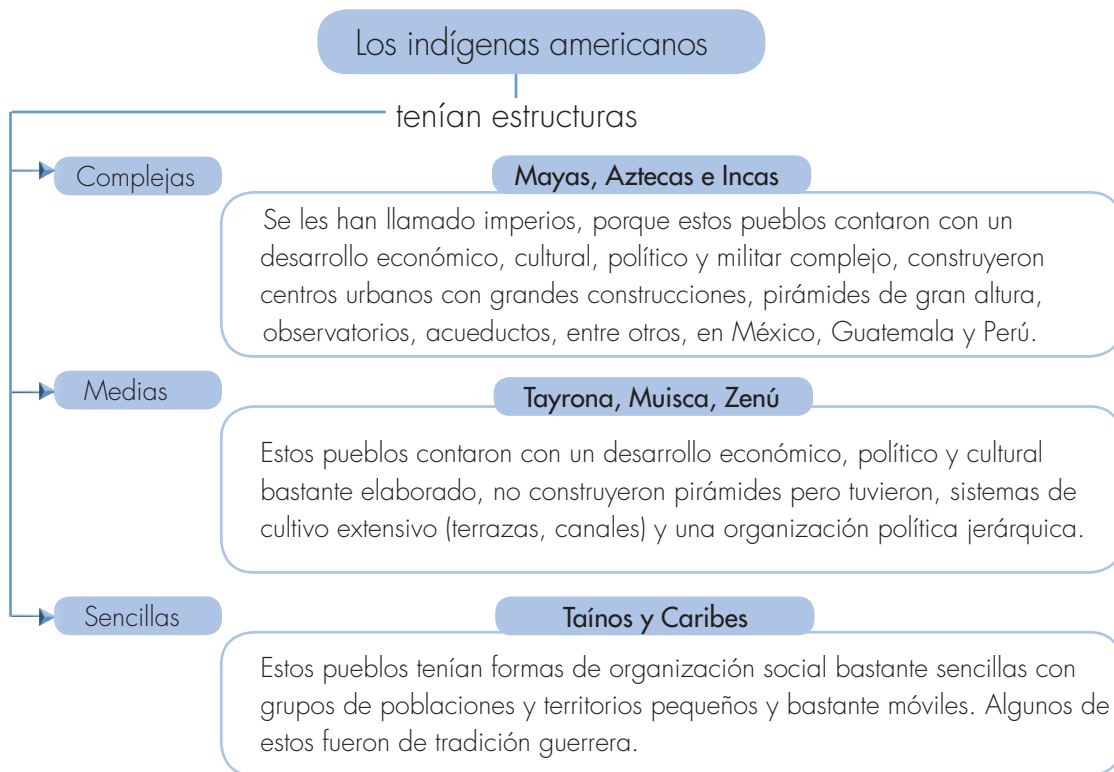 Los indígenas americanos
tenían estructuras
Complejas
Mayas, Aztecas e Incas
Se les han llamado imperios, porque estos pueblos contaron con un
desarrollo económico, cultural, político y militar complejo, construyeron
centros urbanos con grandes construcciones, pirámides de gran altura,
observatorios, acueductos, entre otros, en México, Guatemala y Perú.
Medias
Tayrona, Muisca, Zenú
Estos pueblos contaron con un desarrollo económico, político y cultural
bastante elaborado, no construyeron pirámides pero tuvieron, sistemas de
cultivo extensivo (terrazas, canales) y una organización política jerárquica.
Sencillas
Taínos y Caribes
Estos pueblos tenían formas de organización social bastante sencillas con
grupos de poblaciones y territorios pequeños y bastante móviles. Algunos de
estos fueron de tradición guerrera.